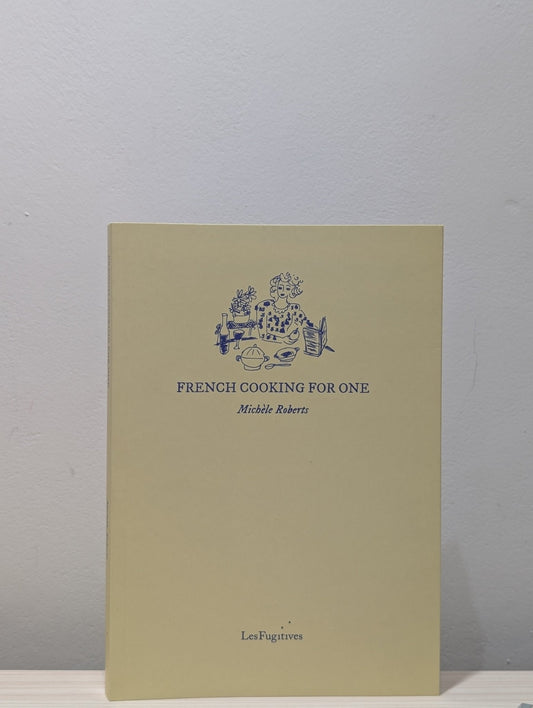 FRENCH COOKING FOR ONE
Michèle Roberts
LesFugitives